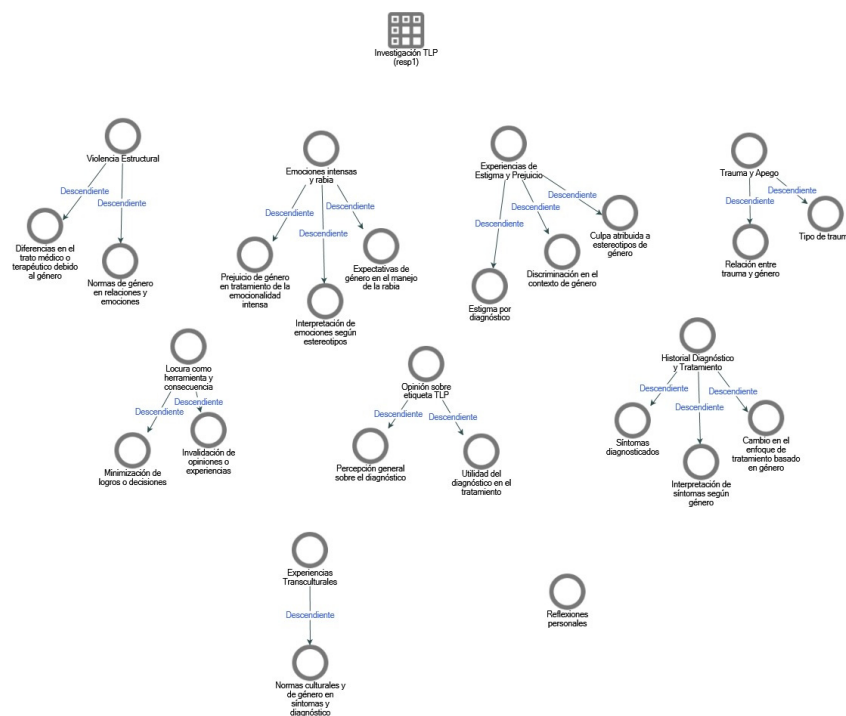 Investigación TLP
(resp1)
Violencia Estructural
Descendiente
Descendiente
Diferencias en el
trato médico o
terapéutico debido
al género
Normas de género
en relaciones y
emociones
Emociones intensas
y rabia
Descendiente
Descendiente
Descendiente
Prejuicio de género
en tratamiento de la
emocionalidad
intensa
Interpretación de
emociones según
estereotipos
Expectativas de
género en el manejo
de la rabia
Experiencias de
Estigma y Prejuicio
Descendiente
Descendiente
Descendiente
Estigma por
diagnóstico
Discriminación en el
contexto de género
Culpa atribuida a
estereotipos de
género
Trauma y Apego
Descendiente
Descendiente
Relación entre
trauma y género
Tipo de traum
Locura como
herramienta y
consecuencia
Descendiente
Descendiente
Minimización de
logros o decisiones
Invalidación de
opiniones o
experiencias
Opinión sobre
etiqueta TLP
Descendiente
Descendiente
Percepción general
sobre el diagnóstico
Utilidad del
diagnóstico en el
tratamiento
Historial Diagnóstico
y Tratamiento
Descendiente
Descendiente
Descendiente
Síntomas
diagnosticados
Interpretación de
síntomas según
género
Cambio en el
enfoque de
tratamiento basado
en género
Experiencias
Transculturales
Descendiente
Normas culturales y
de género en
síntomas y
diagnóstico
Reflexiones
personales